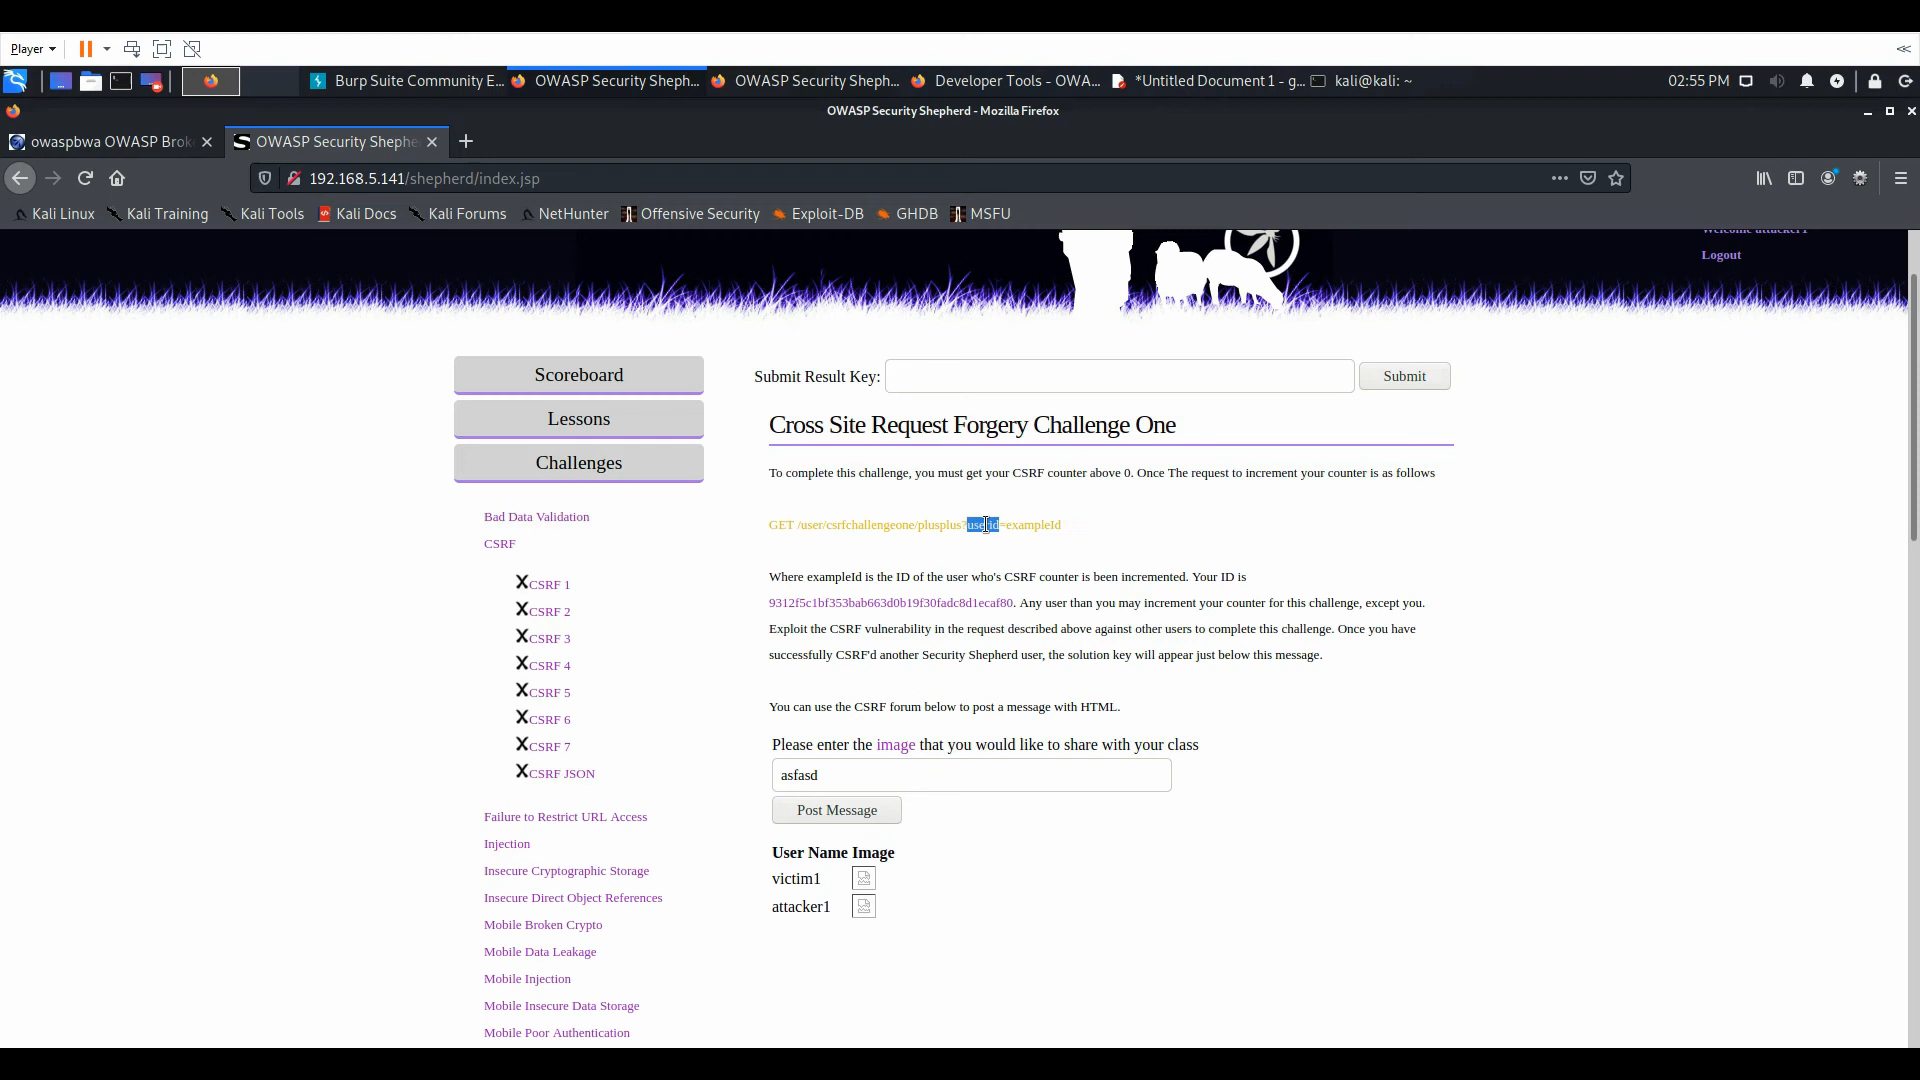 Player
02:55 PM
Burp Suite Community E...
OWASP Security Sheph...
OWASP Security Sheph...
Developer Tools - OWA...
*Untitled Document 1 - g...
kali@kali: ~
OWASP Security Shepherd - Mozilla Firefox
owaspbwa OWASP Brok
OWASP Security Shephe
192.168.5.141/shepherd/index.jsp
Kali Linux Kali Training Kali Tools Kali Docs Kali Forums NetHunter Offensive Security Exploit-DB GHDB MSFU
Welcome attacker1
Logout
Scoreboard
Lessons
Challenges
Bad Data Validation
CSRF
X CSRF 1
X CSRF 2
X CSRF 3
X CSRF 4
X CSRF 5
X CSRF 6
X CSRF 7
X CSRF JSON
Failure to Restrict URL Access
Injection
Insecure Cryptographic Storage
Insecure Direct Object References
Mobile Broken Crypto
Mobile Data Leakage
Mobile Injection
Mobile Insecure Data Storage
Mobile Poor Authentication
Submit Result Key:
Submit
Cross Site Request Forgery Challenge One
To complete this challenge, you must get your CSRF counter above 0. Once The request to increment your counter is as follows
GET /user/csrfchallengeone/plusplus?userid=exampleId
Where exampleId is the ID of the user who's CSRF counter is been incremented. Your ID is
9312f5c1bf353bab663d0b19f30fadc8d1ecaf80. Any user than you may increment your counter for this challenge, except you.
Exploit the CSRF vulnerability in the request described above against other users to complete this challenge. Once you have
successfully CSRF'd another Security Shepherd user, the solution key will appear just below this message.
You can use the CSRF forum below to post a message with HTML.
Please enter the image that you would like to share with your class
asfasd
Post Message
User Name Image
victim1
attacker1